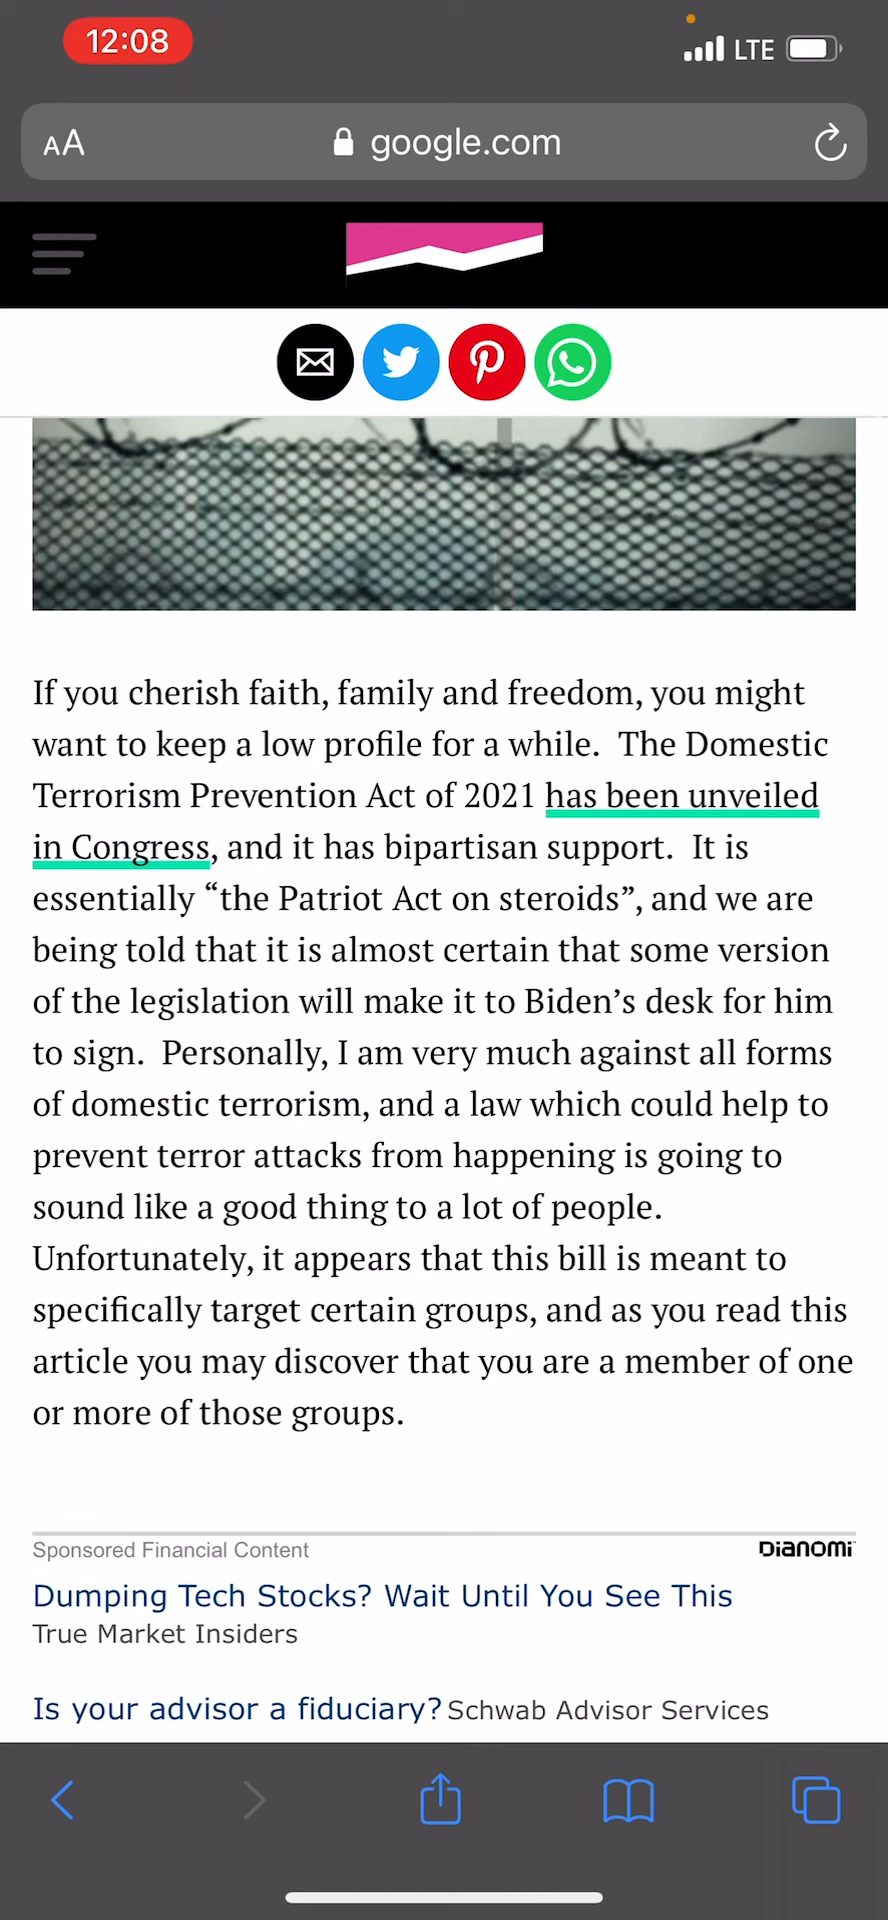 12:08
LTE
AA google.com
If you cherish faith, family and freedom, you might
want to keep a low profile for a while.  The Domestic
Terrorism Prevention Act of 2021 has been unveiled
in Congress, and it has bipartisan support.  It is
essentially “the Patriot Act on steroids”, and we are
being told that it is almost certain that some version
of the legislation will make it to Biden’s desk for him
to sign.  Personally, I am very much against all forms
of domestic terrorism, and a law which could help to
prevent terror attacks from happening is going to
sound like a good thing to a lot of people.
Unfortunately, it appears that this bill is meant to
specifically target certain groups, and as you read this
article you may discover that you are a member of one
or more of those groups.
Sponsored Financial Content DIANOMI
Dumping Tech Stocks? Wait Until You See This
True Market Insiders
Is your advisor a fiduciary? Schwab Advisor Services